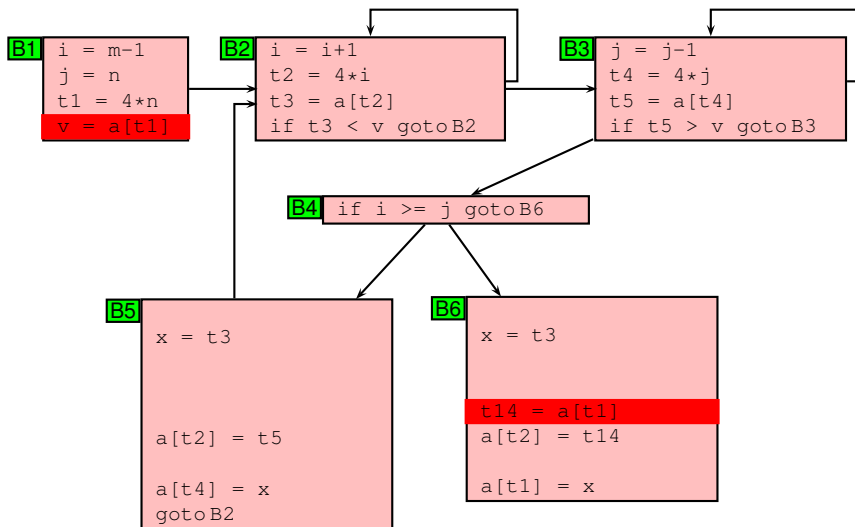 B1
i = m-1
j = n
t1 = 4*n
v = a[t1]
B2
i = i+1
t2 = 4*i
t3 = a[t2]
if t3 < v goto B2
B3
j = j-1
t4 = 4*j
t5 = a[t4]
if t5 > v goto B3
B4
if i >= j goto B6
B5
x = t3
a[t2] = t5
a[t4] = x
goto B2
B6
x = t3
t14 = a[t1]
a[t2] = t14
a[t1] = x